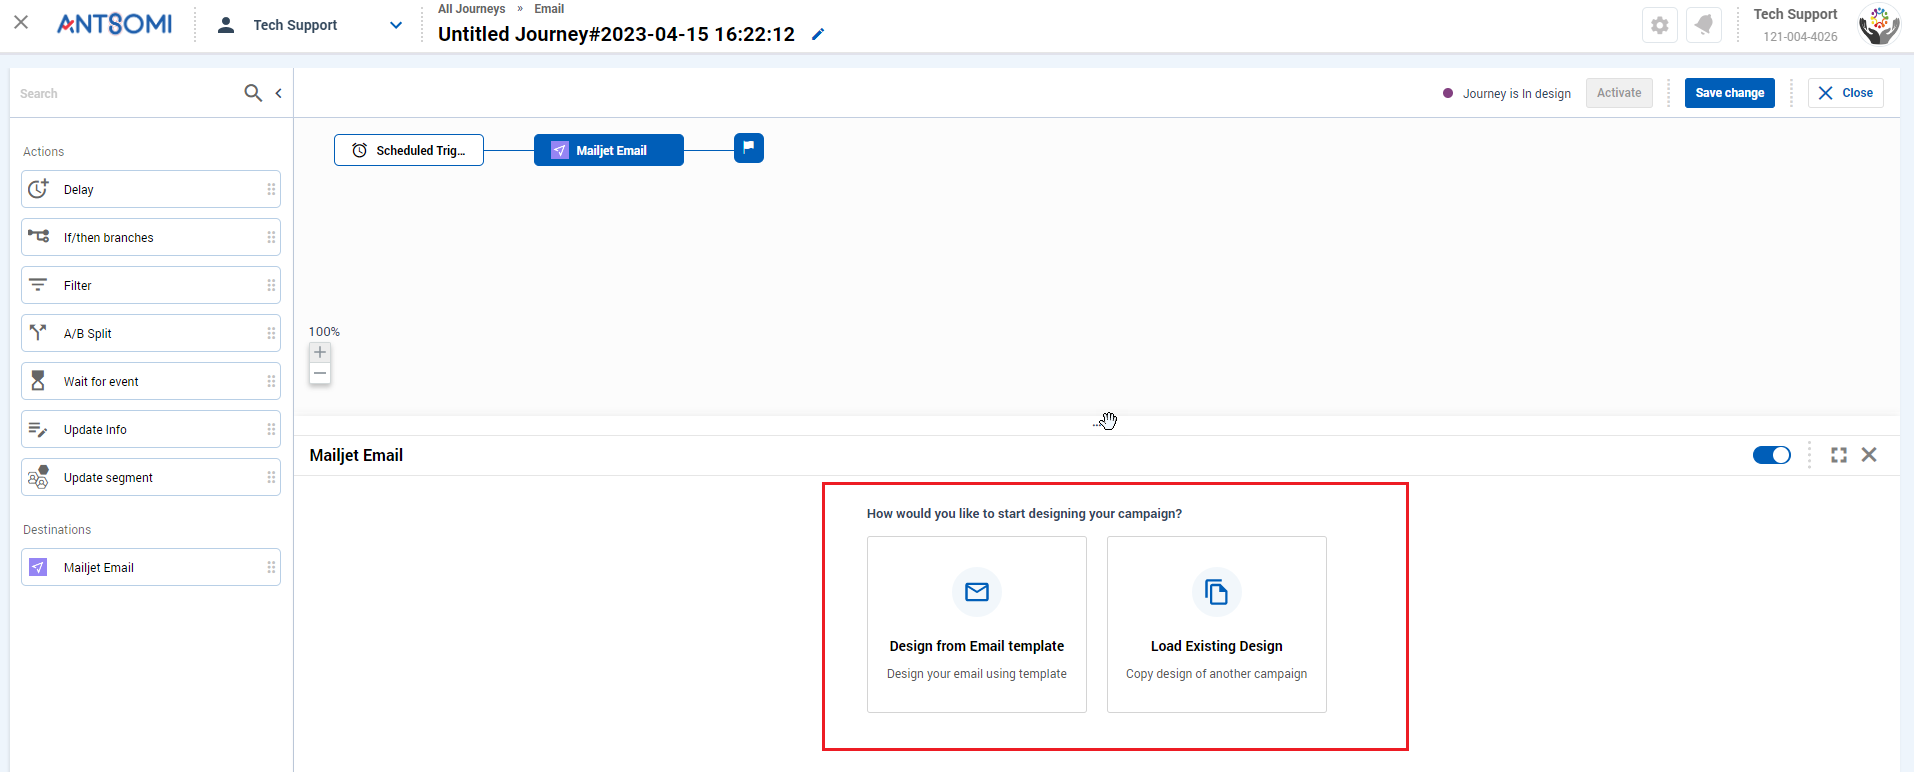 ANTSOMI
Tech Support
All Journeys » Email
Untitled Journey#2023-04-15 16:22:12
Tech Support
121-004-4026
Search
Journey is In design
Activate
Save change
Close
Actions
Delay
If/then branches
Filter
A/B Split
Wait for event
Update Info
Update segment
Destinations
Mailjet Email
Scheduled Trig...
Mailjet Email
100%
Mailjet Email
How would you like to start designing your campaign?
Design from Email template
Design your email using template
Load Existing Design
Copy design of another campaign